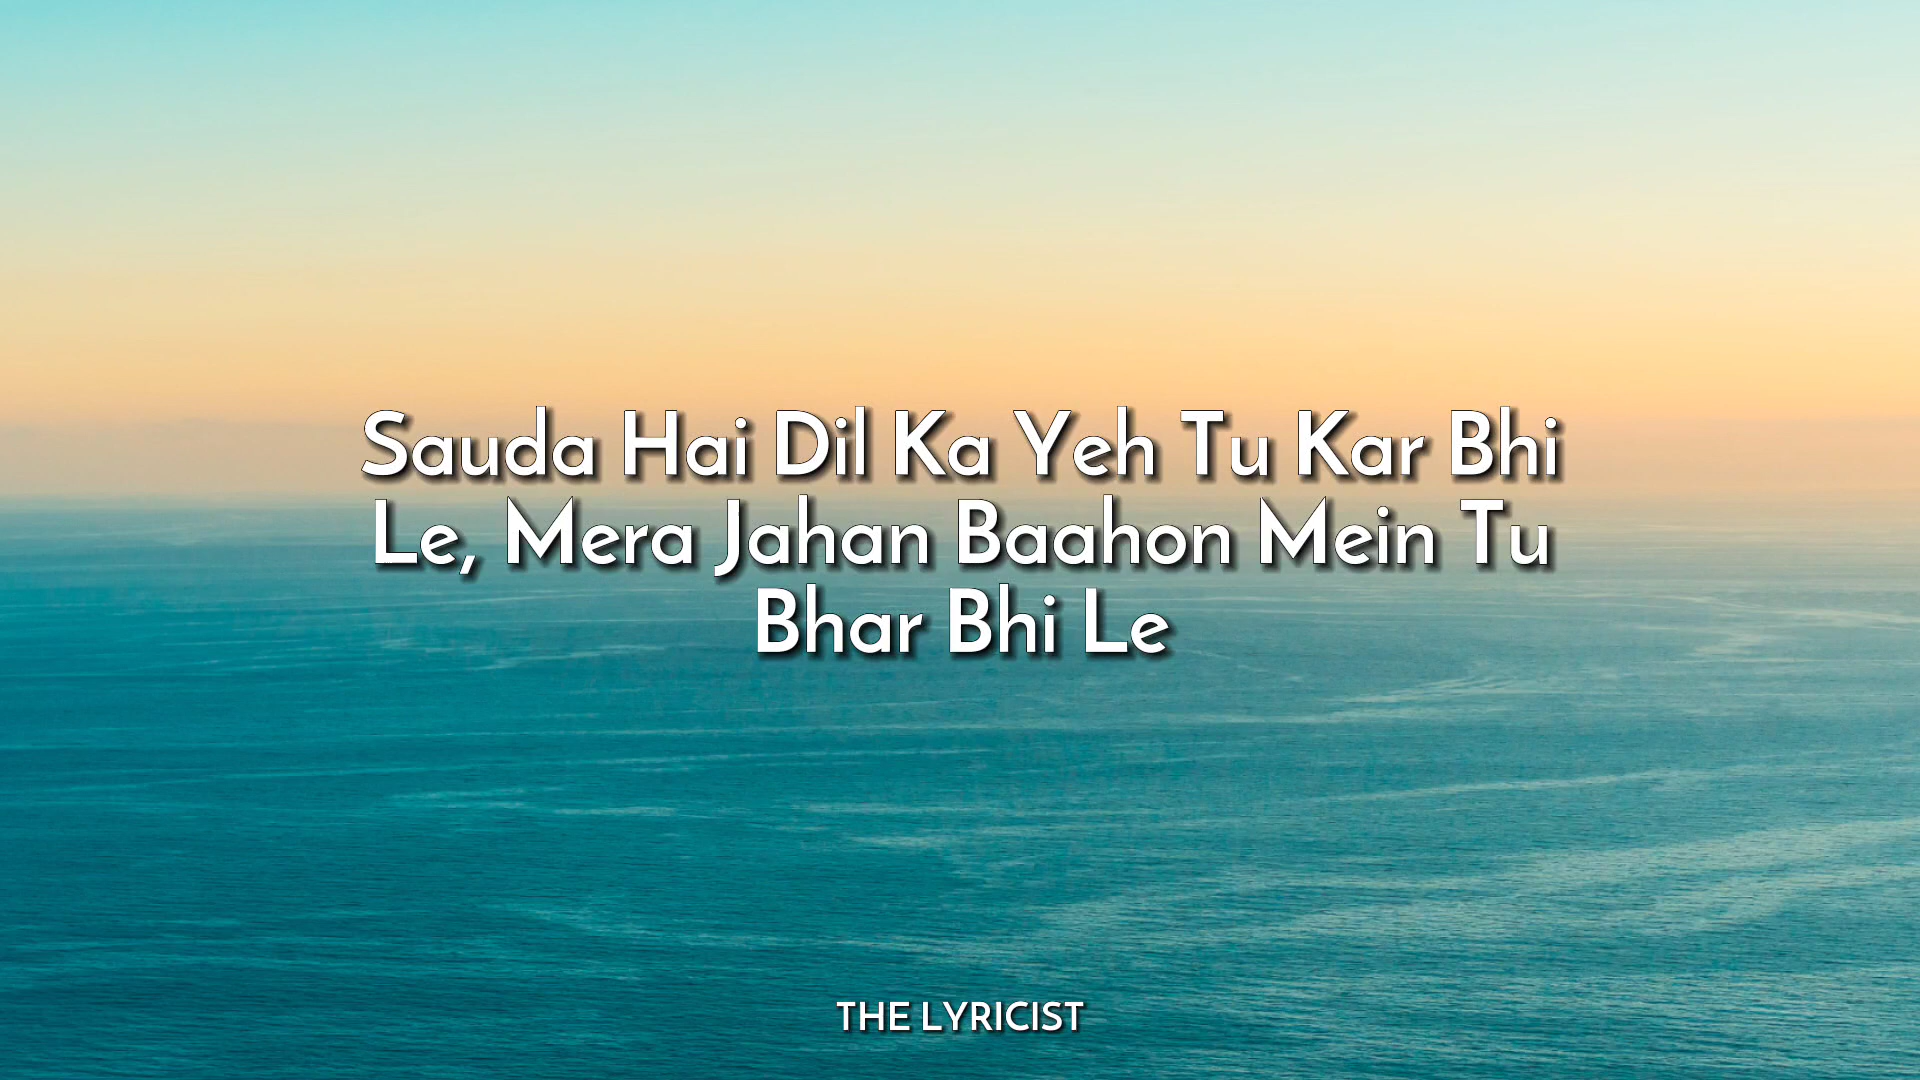 Sauda Hai Dil Ka Yeh Tu Kar Bhi
Le, Mera Jahan Baahon Mein Tu
Bhar Bhi Le
THE LYRICIST